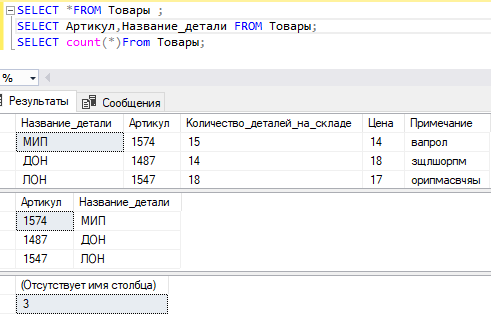 SELECT *FROM Товары ;
SELECT Артикул,Название_детали FROM Товары;
SELECT count(*)From Товары;
%
Результаты Сообщения
Название_детали Артикул Количество_деталей_на_складе Цена Примечание
МИП 1574 15 14 вапрол
ДОН 1487 14 18 зщлшорпм
ЛОН 1547 18 17 орипмасвчяы
Артикул Название_детали
1574 МИП
1487 ДОН
1547 ЛОН
(Отсутствует имя столбца)
3